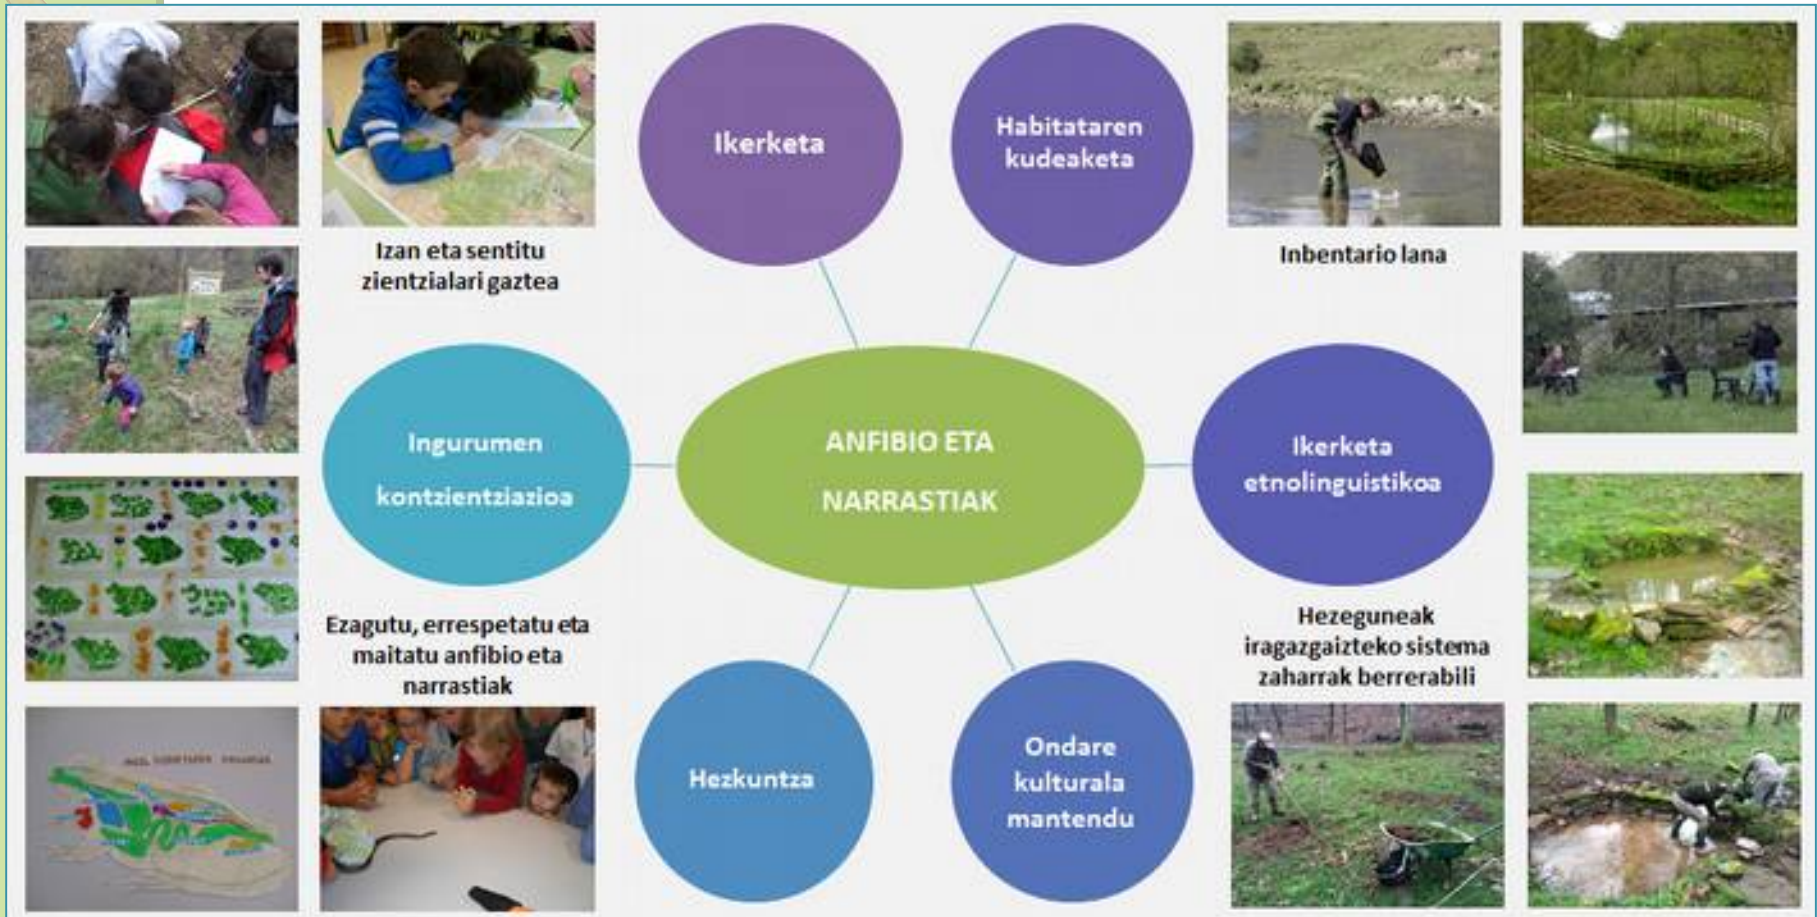 Ikerketa
Habitataren
kudeaketa
Izan eta sentitu
zientzialari gaztea
Inbentario lana
Ingurumen
kontzientziazioa
ANFIBIO ETA
NARRASTIAK
Ikerketa
etnolinguistikoa
Ezagutu, errespetatu eta
maitatu anfibio eta
narrastiak
Hezeguneak
iragazgaizteko sistema
zaharrak berrerabili
Hezkuntza
Ondare
kulturala
mantendu